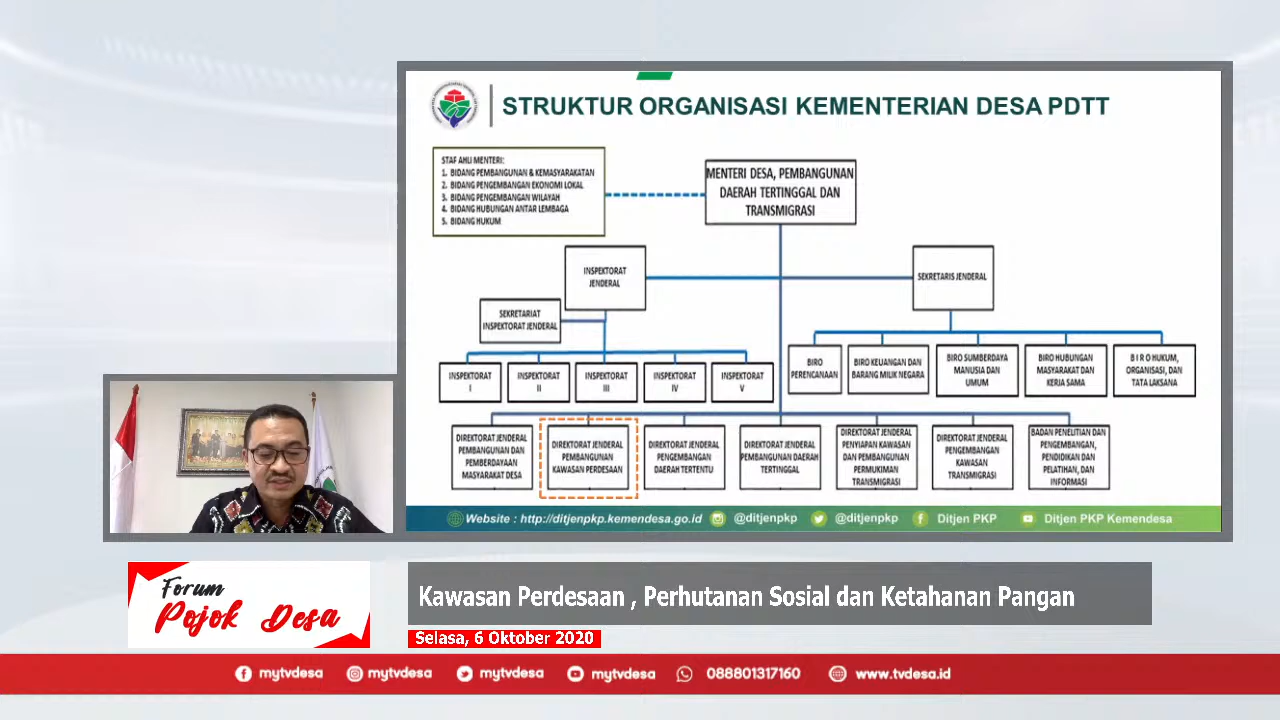 STRUKTUR ORGANISASI KEMENTERIAN DESA PDTT
STAF AHLI MENTERI:
1. BIDANG PEMBANGUNAN & KEMASYARAKATAN
2. BIDANG PENGEMBANGAN EKONOMI LOKAL
3. BIDANG PENGEMBANGAN WILAYAH
4. BIDANG HUBUNGAN ANTAR LEMBAGA
5. BIDANG HUKUM
MENTERI DESA, PEMBANGUNAN
DAERAH TERTINGGAL DAN
TRANSMIGRASI
INSPEKTORAT
JENDERAL
SEKRETARIS JENDERAL
SEKRETARIAT
INSPEKTORAT JENDERAL
INSPEKTORAT
I
INSPEKTORAT
II
INSPEKTORAT
III
INSPEKTORAT
IV
INSPEKTORAT
V
BIRO
PERENCANAAN
BIRO KEUANGAN DAN
BARANG MILIK NEGARA
BIRO SUMBERDAYA
MANUSIA DAN
UMUM
BIRO HUBUNGAN
MASYARAKAT DAN
KERJA SAMA
B I R O HUKUM,
ORGANISASI, DAN
TATA LAKSANA
DIREKTORAT JENDERAL
PEMBANGUNAN DAN
PEMBERDAYAAN
MASYARAKAT DESA
DIREKTORAT JENDERAL
PEMBANGUNAN
KAWASAN PERDESAAN
DIREKTORAT JENDERAL
PENGEMBANGAN
DAERAH TERTENTU
DIREKTORAT JENDERAL
PEMBANGUNAN DAERAH
TERTINGGAL
DIREKTORAT JENDERAL
PENYIAPAN KAWASAN
DAN PEMBANGUNAN
PERMUKIMAN
TRANSMIGRASI
DIREKTORAT JENDERAL
PENGEMBANGAN
KAWASAN
TRANSMIGRASI
BADAN PENELITIAN DAN
PENGEMBANGAN,
PENDIDIKAN DAN
PELATIHAN, DAN
INFORMASI
Website : http://ditjenpkp.kemendesa.go.id @ditjenpkp @ditjenpkp Ditjen PKP Ditjen PKP Kemendesa
Forum
Pojok Desa
Kawasan Perdesaan , Perhutanan Sosial dan Ketahanan Pangan
Selasa, 6 Oktober 2020
mytvdesa mytvdesa mytvdesa mytvdesa 088801317160 www.tvdesa.id